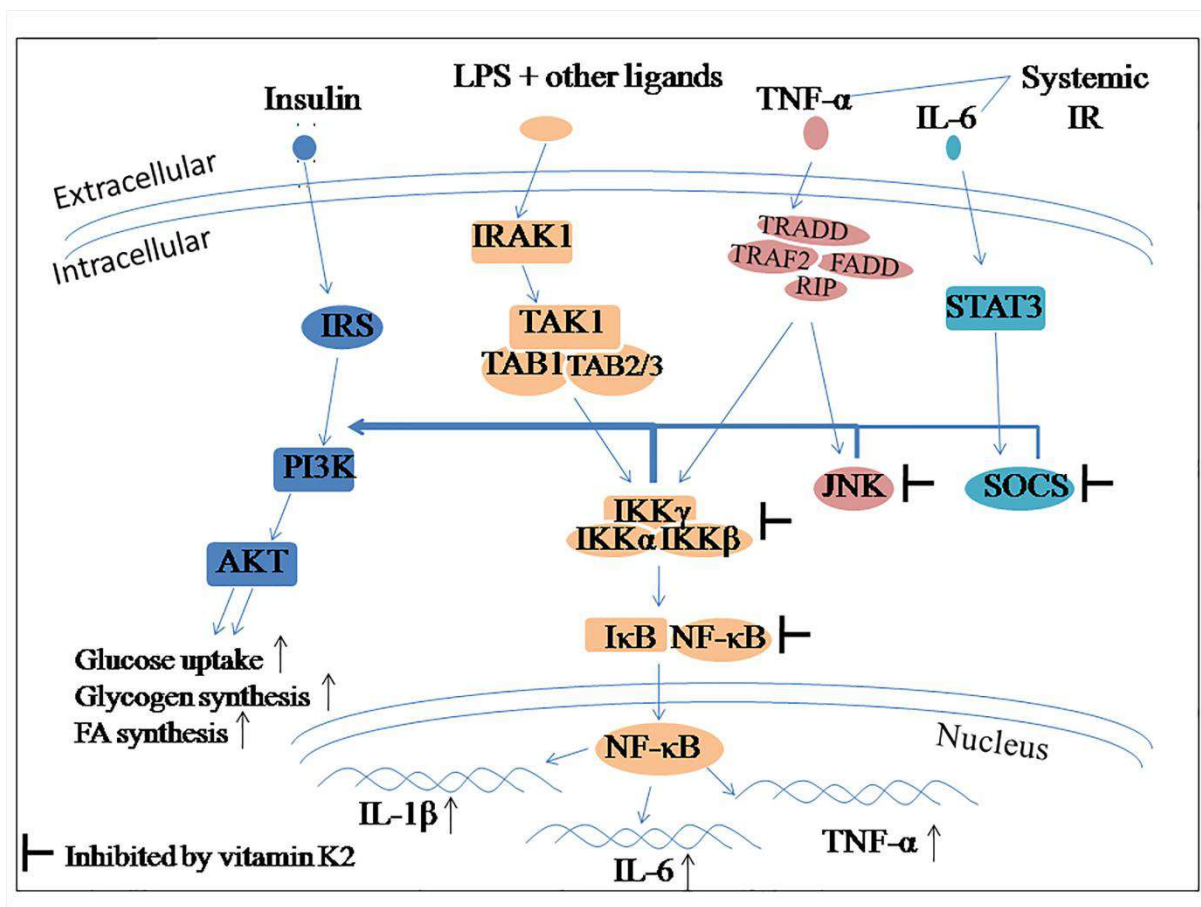 LPS + other ligands
Insulin
TNF-α
IL-6
Systemic
IR
Extracellular
Intracellular
IRAK1
TRADD
TRAF2
FADD
RIP
IRS
TAK1
TAB1
TAB2/3
STAT3
PI3K
IKKγ
IKKα
IKKβ
JNK
SOCS
AKT
IκB
NF-κB
Glucose uptake ↑
Glycogen synthesis ↑
FA synthesis ↑
NF-κB
Nucleus
IL-1β ↑
IL-6 ↑
TNF-α ↑
Inhibited by vitamin K2